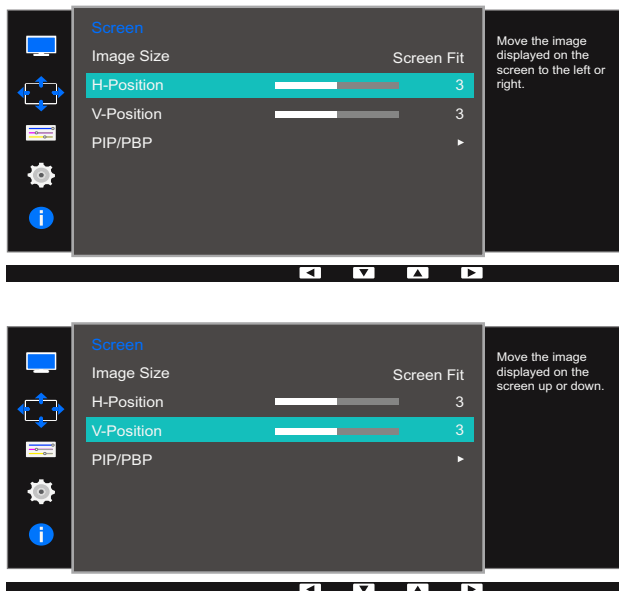 Screen
Image Size Screen Fit
H-Position 3
V-Position 3
PIP/PBP
Move the image
displayed on the
screen to the left or
right.
Screen
Image Size Screen Fit
H-Position 3
V-Position 3
PIP/PBP
Move the image
displayed on the
screen up or down.